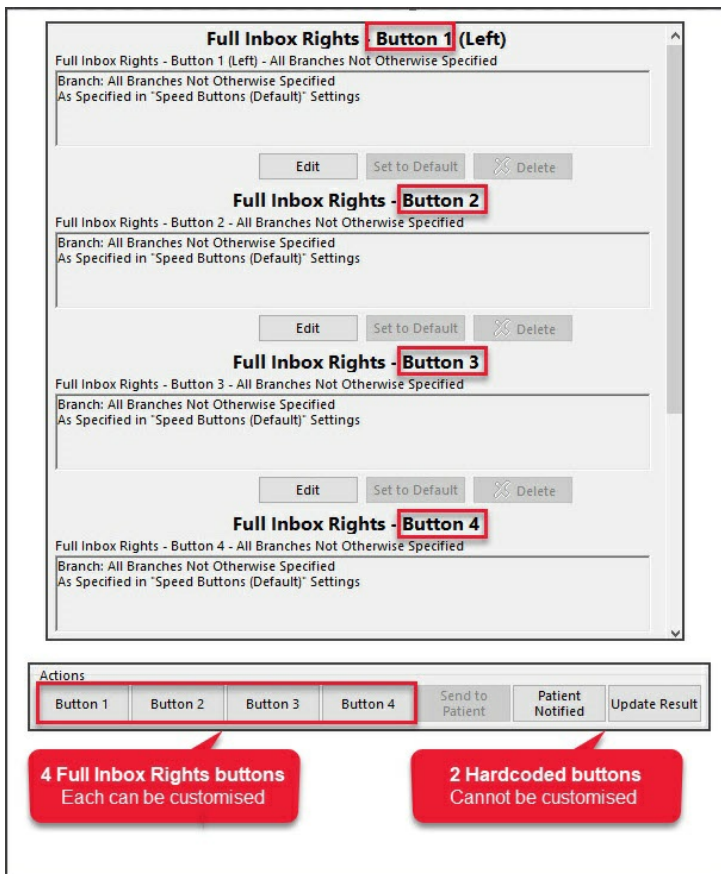 Full Inbox Rights - Button 1 (Left)
Full Inbox Rights - Button 1 (Left) - All Branches Not Otherwise Specified
Branch: All Branches Not Otherwise Specified
As Specified in "Speed Buttons (Default)" Settings
Edit Set to Default Delete
Full Inbox Rights - Button 2
Full Inbox Rights - Button 2 - All Branches Not Otherwise Specified
Branch: All Branches Not Otherwise Specified
As Specified in "Speed Buttons (Default)" Settings
Edit Set to Default Delete
Full Inbox Rights - Button 3
Full Inbox Rights - Button 3 - All Branches Not Otherwise Specified
Branch: All Branches Not Otherwise Specified
As Specified in "Speed Buttons (Default)" Settings
Edit Set to Default Delete
Full Inbox Rights - Button 4
Full Inbox Rights - Button 4 - All Branches Not Otherwise Specified
Branch: All Branches Not Otherwise Specified
As Specified in "Speed Buttons (Default)" Settings
Actions
Button 1 Button 2 Button 3 Button 4
Send to
Patient
Patient
Notified
Update Result
4 Full Inbox Rights buttons
Each can be customised
2 Hardcoded buttons
Cannot be customised